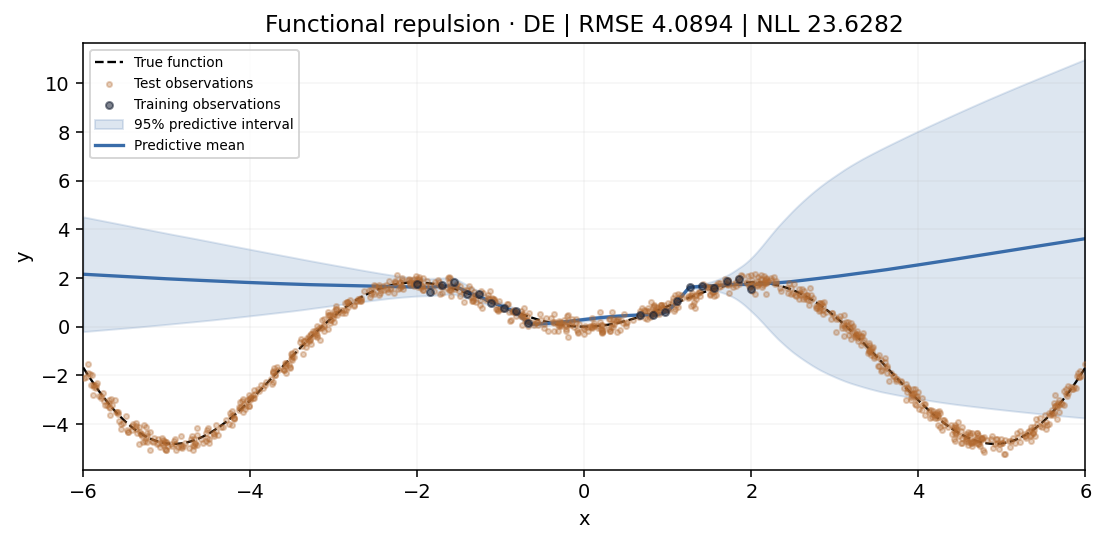 Functional repulsion · DE | RMSE 4.0894 | NLL 23.6282
True function
Test observations
Training observations
95% predictive interval
Predictive mean
10
8
6
4
2
0
−2
−4
y
−6
−4
−2
0
2
4
6
x